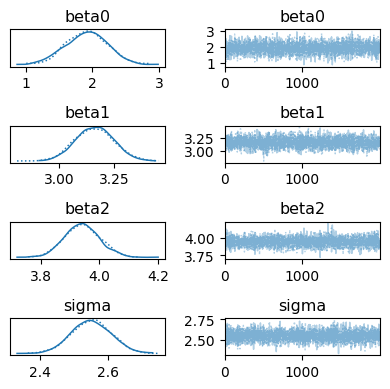 beta0 beta0
3
2
1
1 2 3 0 1000
beta1 beta1
3.25
3.00
3.00 3.25 0 1000
beta2 beta2
4.00
3.75
3.8 4.0 4.2 0 1000
sigma sigma
2.75
2.50
2.4 2.6 0 1000